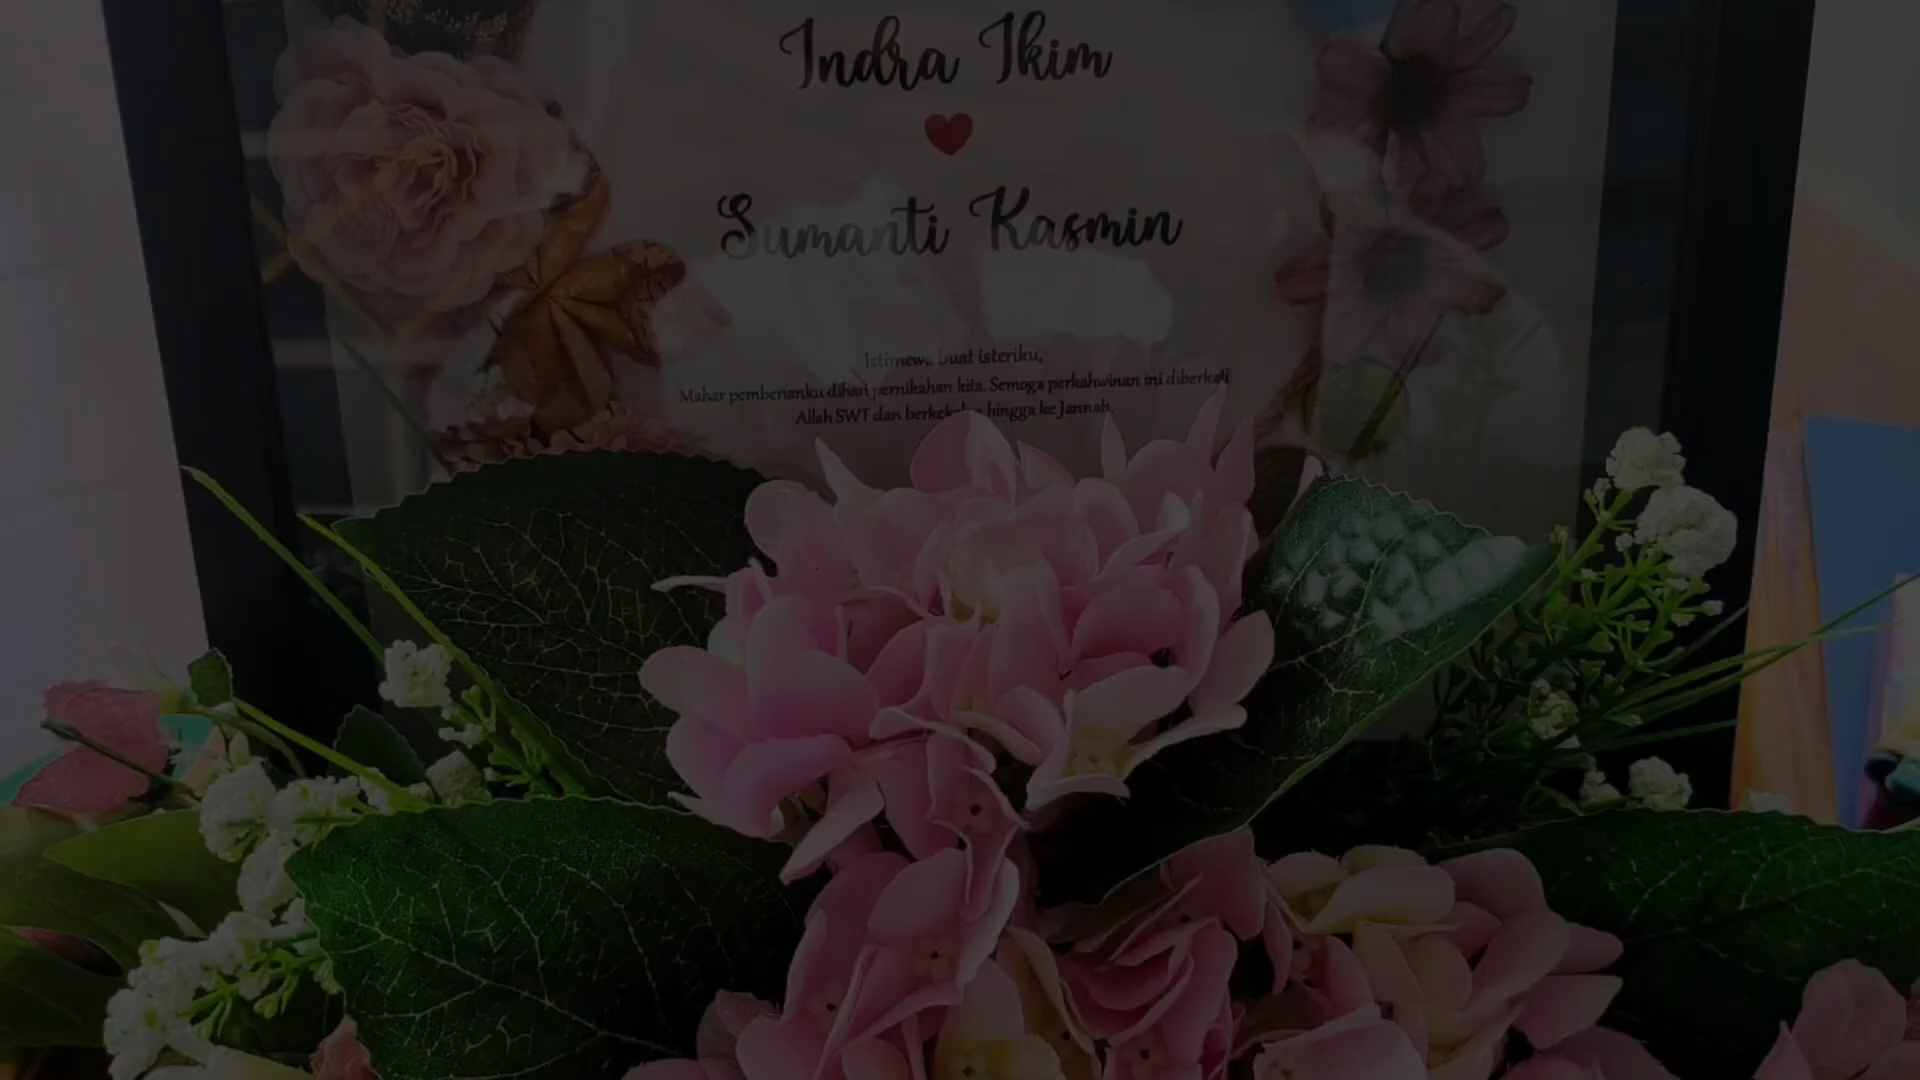 Indra Ikim
Sumanti Kasmin
Istimewa buat isteriku,
Mahar pemberianku dihari pernikahan kita. Semoga perkahwinan ini diberkati
Allah SWT dan berkekalan hingga ke Jannah.